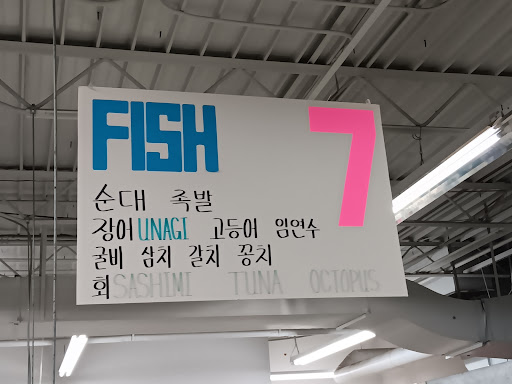 FISH 7
순대 족발
장어 UNAGI 고등어 임연수
굴비 삼치 갈치 꽁치
회 SASHIMI TUNA OCTOPUS